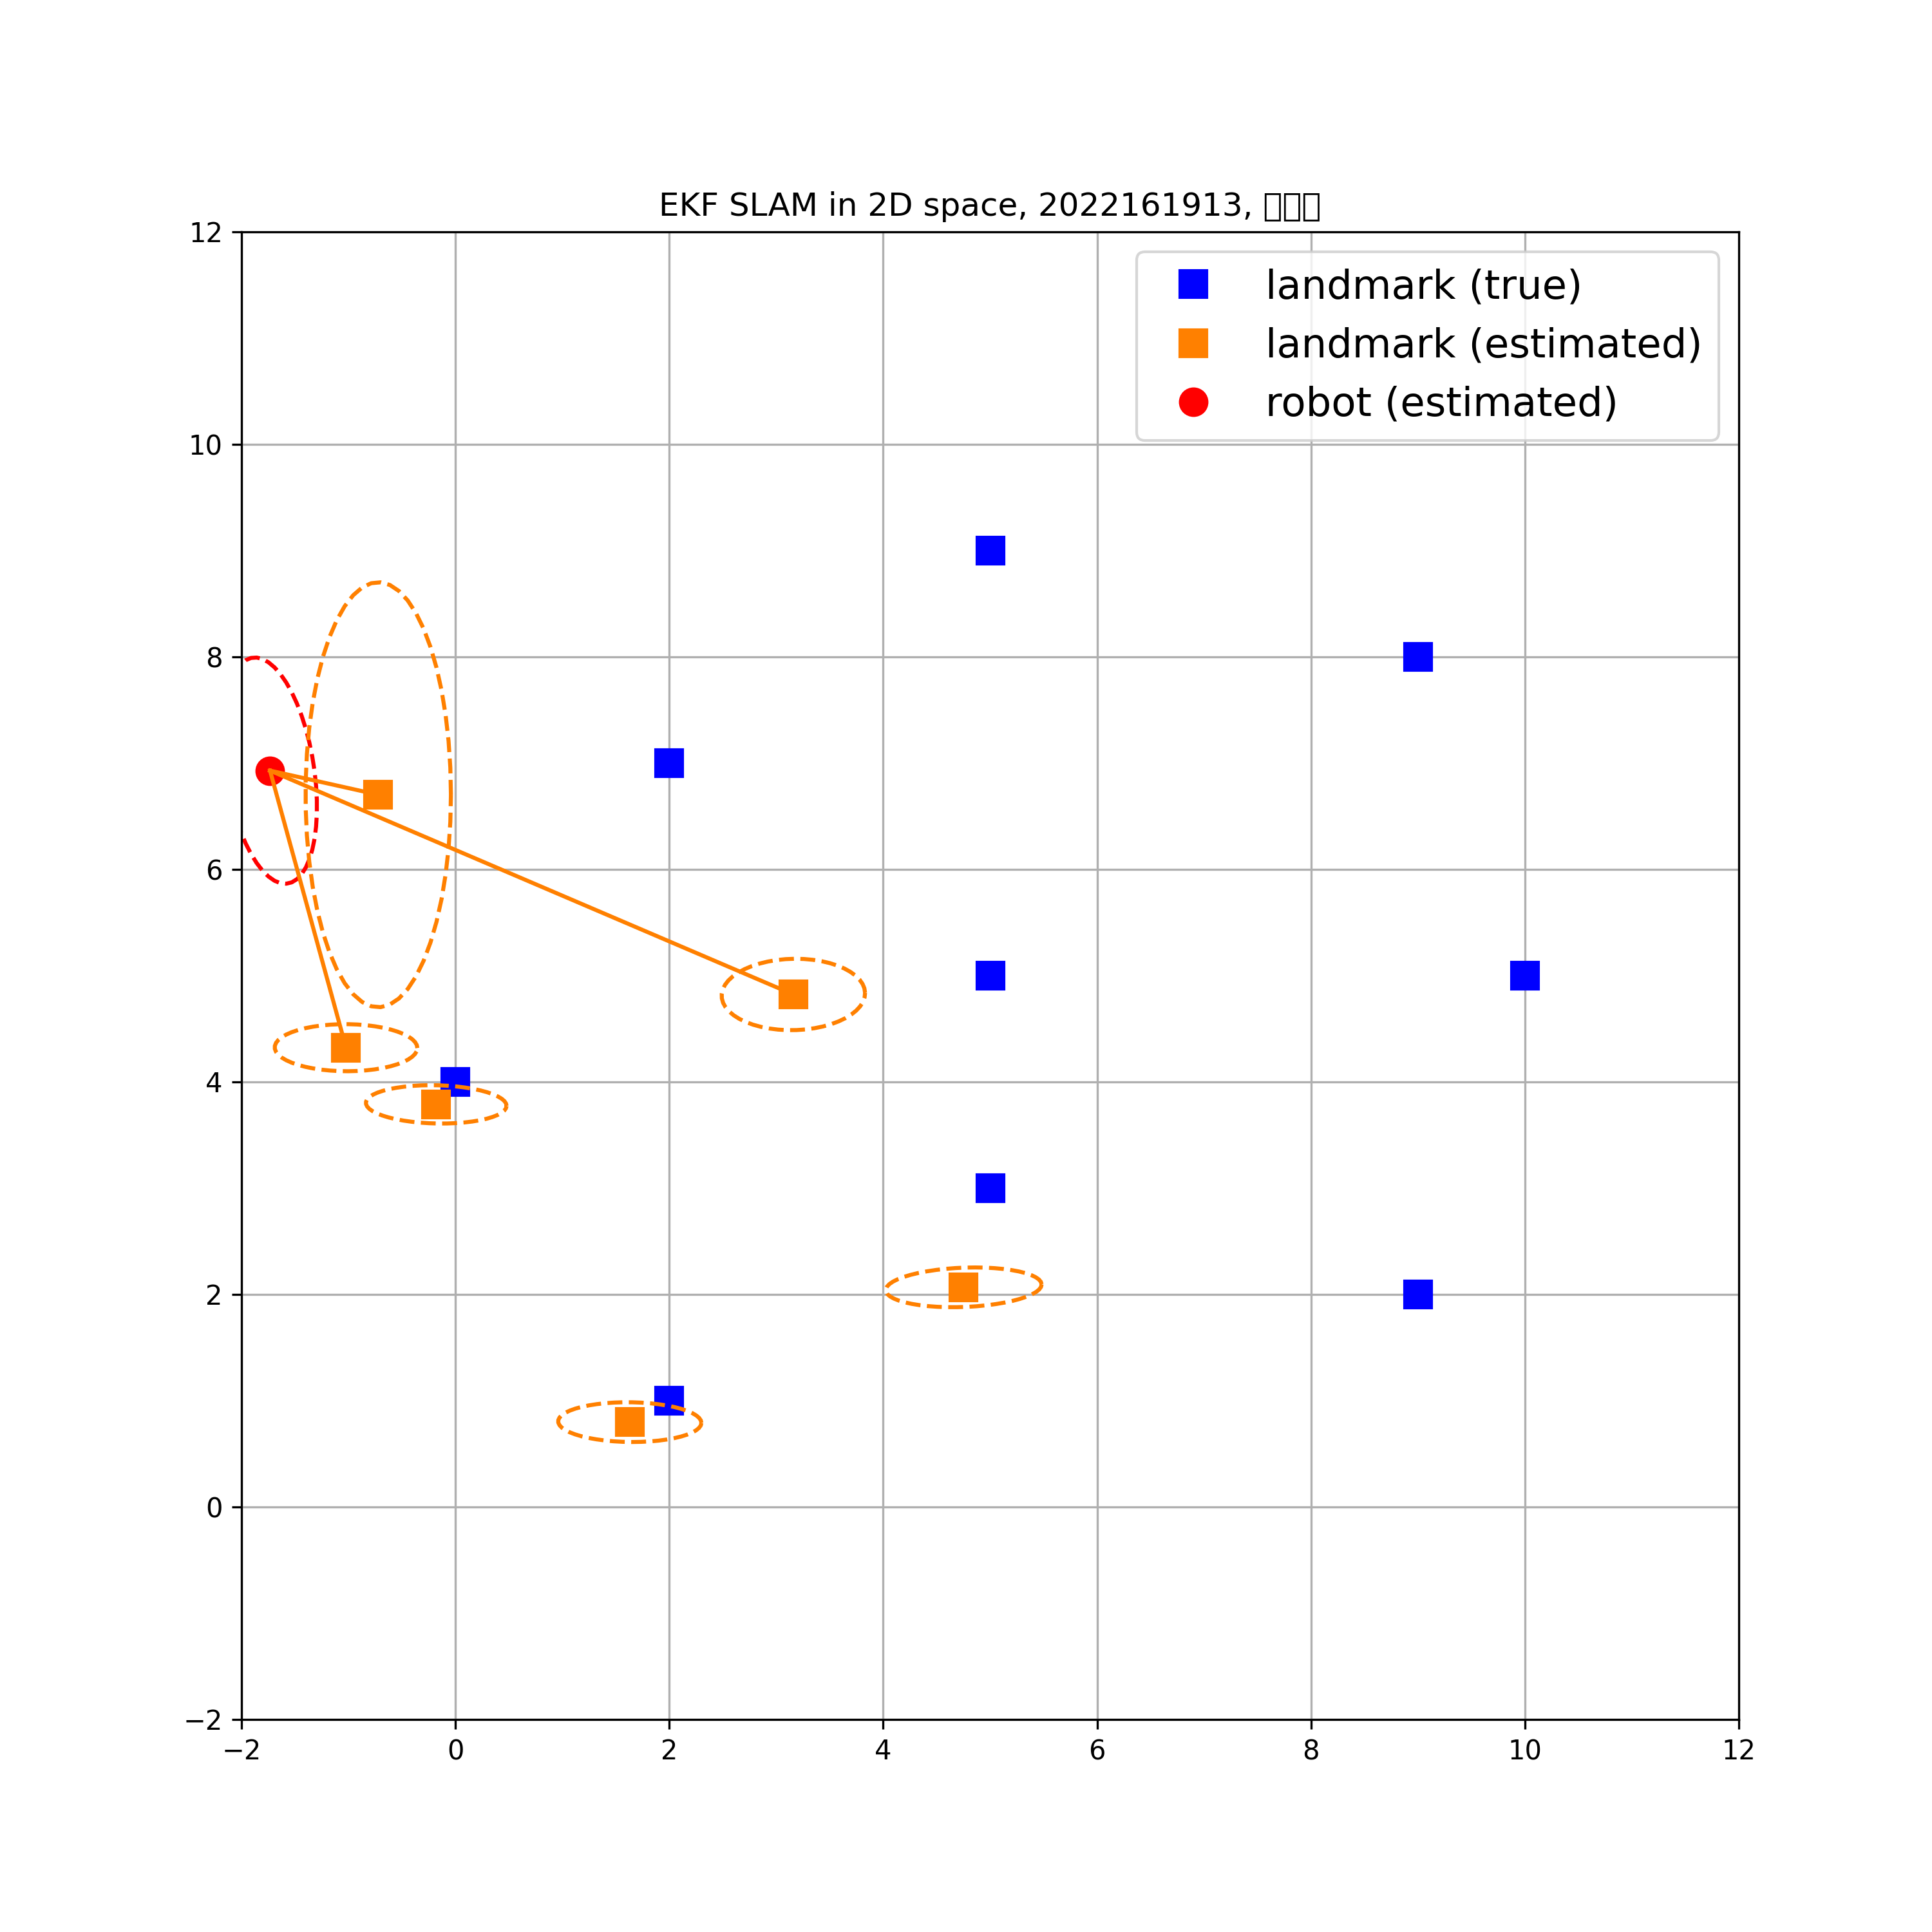 EKF SLAM in 2D space, 2022161913,
landmark (true)
landmark (estimated)
robot (estimated)
12
10
8
6
4
2
0
−2
−2 0 2 4 6 8 10 12